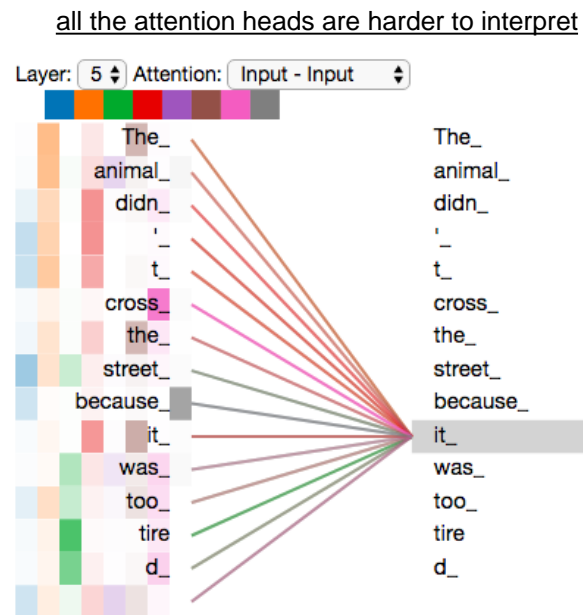 all the attention heads are harder to interpret
Layer: 5 Attention: Input - Input
The_ The_
animal_ animal_
didn_ didn_
'_ '_
t_ t_
cross_ cross_
the_ the_
street_ street_
because_ because_
it_ it_
was_ was_
too_ too_
tire tire
d_ d_